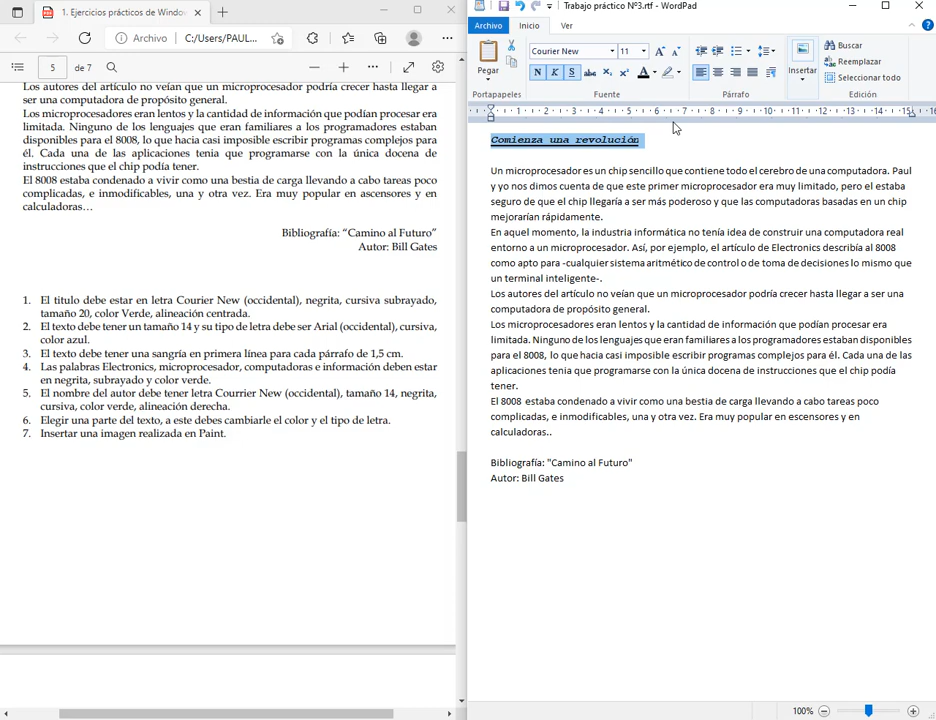 1. Ejercicios prácticos de Windo
Archivo
C:/Users/PAUL...
5
de 7
Los autores del artículo no veían que un microprocesador podría crecer hasta llegar a
ser una computadora de propósito general.
Los microprocesadores eran lentos y la cantidad de información que podían procesar era
limitada. Ninguno de los lenguajes que eran familiares a los programadores estaban
disponibles para el 8008, lo que hacia casi imposible escribir programas complejos para
él. Cada una de las aplicaciones tenia que programarse con la única docena de
instrucciones que el chip podía tener.
El 8008 estaba condenado a vivir como una bestia de carga llevando a cabo tareas poco
complicadas, e inmodificables, una y otra vez. Era muy popular en ascensores y en
calculadoras…
Bibliografía: “Camino al Futuro”
Autor: Bill Gates
1. El titulo debe estar en letra Courier New (occidental), negrita, cursiva subrayado,
tamaño 20, color Verde, alineación centrada.
2. El texto debe tener un tamaño 14 y su tipo de letra debe ser Arial (occidental), cursiva,
color azul.
3. El texto debe tener una sangría en primera línea para cada párrafo de 1,5 cm.
4. Las palabras Electronics, microprocesador, computadoras e información deben estar
en negrita, subrayado y color verde.
5. El nombre del autor debe tener letra Courrier New (occidental), tamaño 14, negrita,
cursiva, color verde, alineación derecha.
6. Elegir una parte del texto, a este debes cambiarle el color y el tipo de letra.
7. Insertar una imagen realizada en Paint.
Trabajo práctico Nº3.rtf - WordPad
Archivo
Inicio
Ver
Pegar
Courier New
11
N K S abc X₂ X² A
Insertar
Buscar
Reemplazar
Seleccionar todo
Portapapeles
Fuente
Párrafo
Edición
1 2 3 4 5 6 7 8 9 10 11 12 13 14 15 16
Comienza una revolución
Un microprocesador es un chip sencillo que contiene todo el cerebro de una computadora. Paul
y yo nos dimos cuenta de que este primer microprocesador era muy limitado, pero el estaba
seguro de que el chip llegaría a ser más poderoso y que las computadoras basadas en un chip
mejorarían rápidamente.
En aquel momento, la industria informática no tenía idea de construir una computadora real
entorno a un microprocesador. Así, por ejemplo, el artículo de Electronics describía al 8008
como apto para -cualquier sistema aritmético de control o de toma de decisiones lo mismo que
un terminal inteligente-.
Los autores del artículo no veían que un microprocesador podría crecer hasta llegar a ser una
computadora de propósito general.
Los microprocesadores eran lentos y la cantidad de información que podían procesar era
limitada. Ninguno de los lenguajes que eran familiares a los programadores estaban disponibles
para el 8008, lo que hacia casi imposible escribir programas complejos para él. Cada una de las
aplicaciones tenia que programarse con la única docena de instrucciones que el chip podía
tener.
El 8008 estaba condenado a vivir como una bestia de carga llevando a cabo tareas poco
complicadas, e inmodificables, una y otra vez. Era muy popular en escensores y en
calculadoras..
Bibliografía: "Camino al Futuro"
Autor: Bill Gates
100%